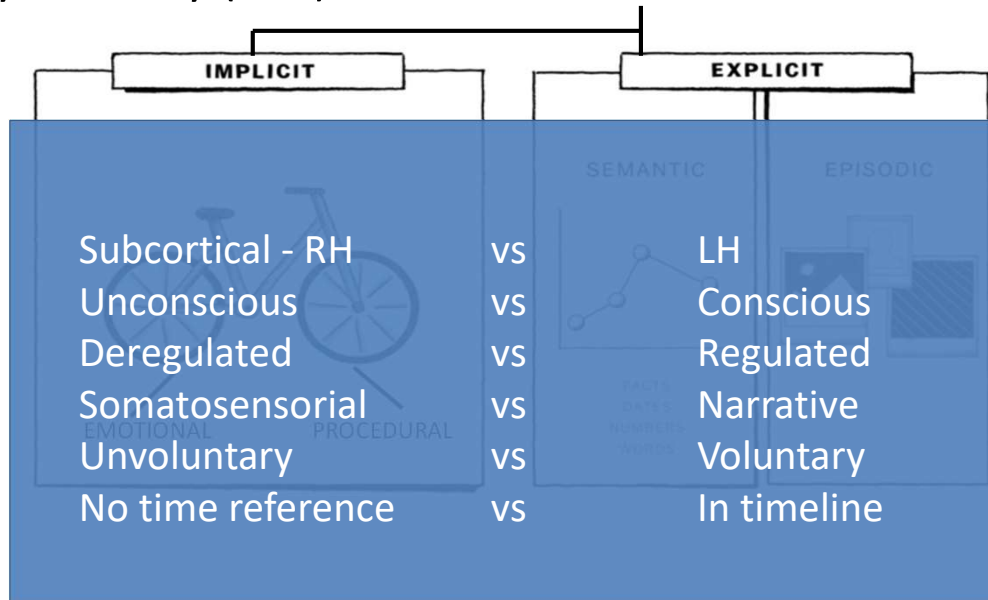 IMPLICIT EXPLICIT
SEMANTIC EPISODIC
Subcortical - RH vs LH
Unconscious vs Conscious
Deregulated vs Regulated
FACTS
Somatosensorial vs Narrative
DATES
EMOTIONAL PROCEDURAL NUMBERS
Unvoluntary vs Voluntary
WORDS
No time reference vs In timeline